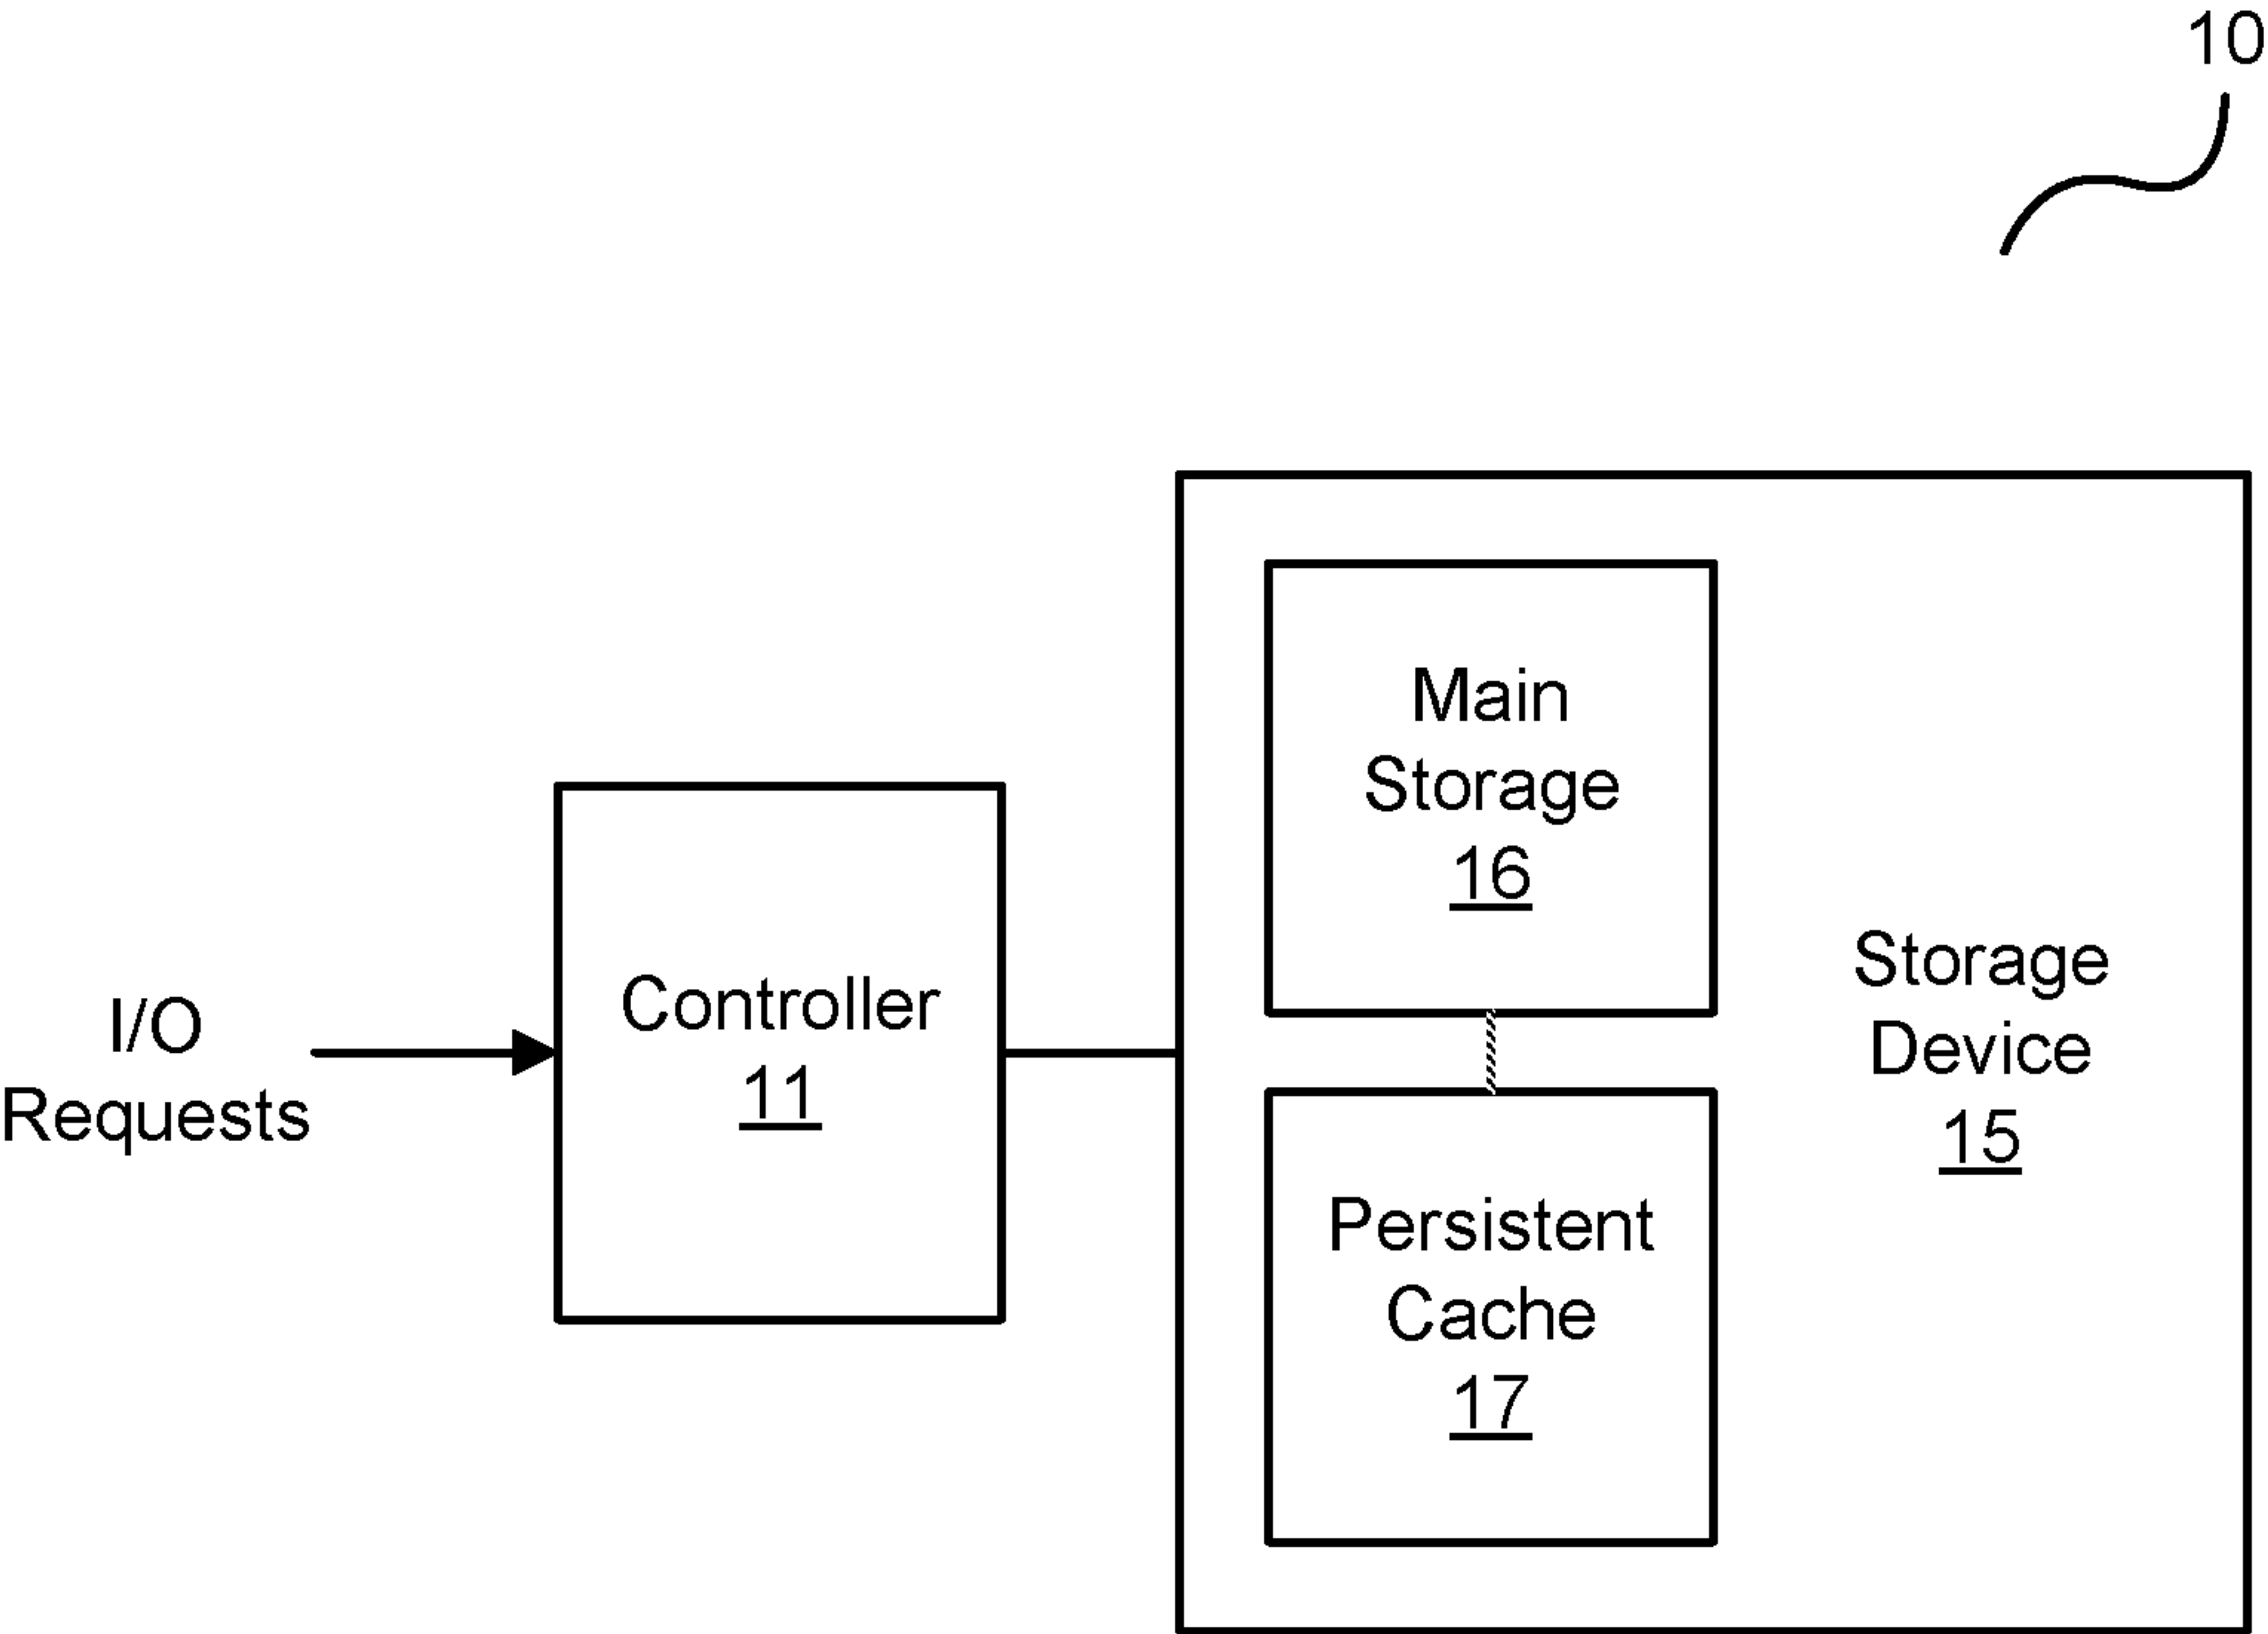 10
I/O
Requests
Controller
11
Main
Storage
16
Persistent
Cache
17
Storage
Device
15